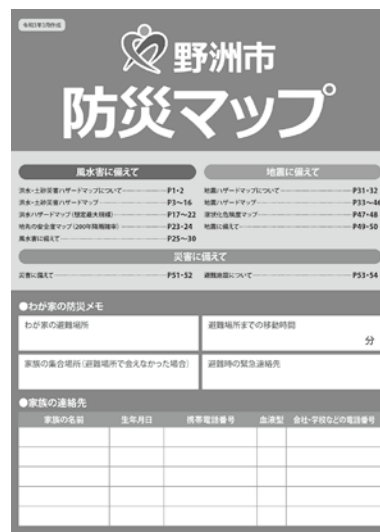 令和3年3月作成
野洲市
防災マップ
風水害に備えて
洪水・土砂災害ハザードマップについて P1・2
洪水・土砂災害ハザードマップ P3〜16
洪水ハザードマップ(想定最大規模) P17〜22
地先の安全度マップ(200年降雨確率) P23・24
風水害に備えて P25〜30
地震に備えて
地震ハザードマップについて P31・32
地震ハザードマップ P33〜46
液状化危険度マップ P47・48
地震に備えて P49・50
災害に備えて
災害に備えて P51・52
避難施設について P53・54
●わが家の防災メモ
わが家の避難場所
避難場所までの移動時間
分
家族の集合場所(避難場所で会えなかった場合)
避難時の緊急連絡先
●家族の連絡先
家族の名前 生年月日 携帯電話番号 血液型 会社・学校などの電話番号